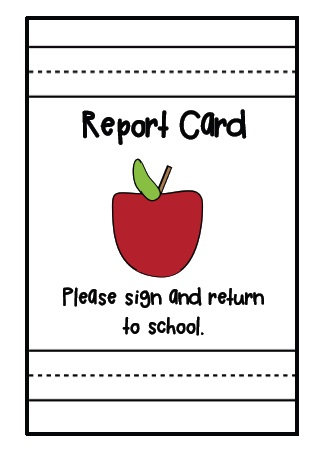 Report Card
Please sign and return
to school.